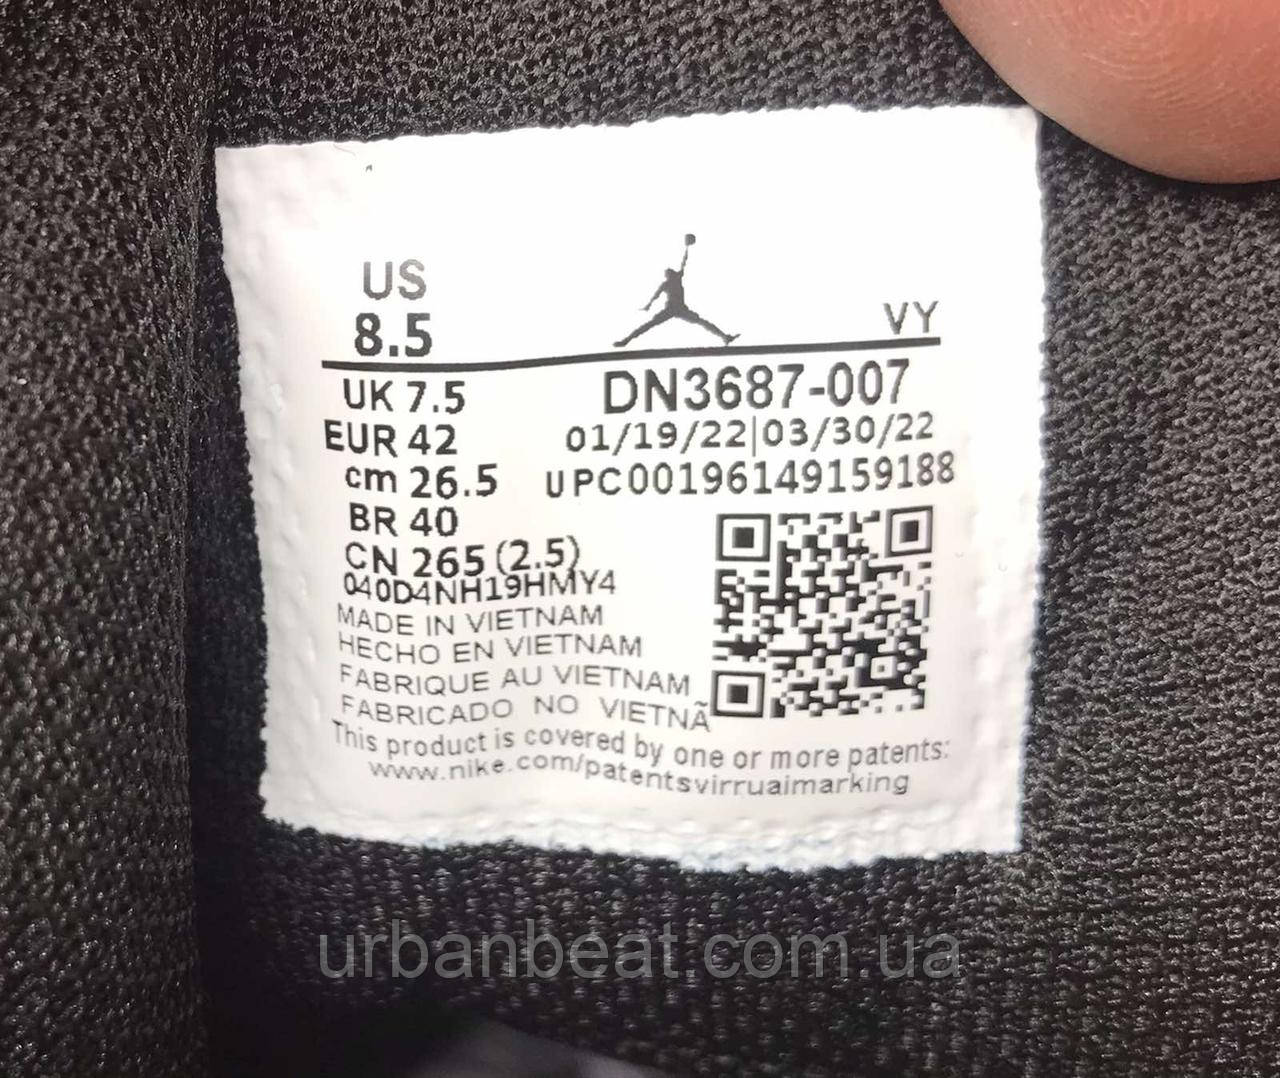 US
8.5
VY
UK 7.5
DN3687-007
EUR 42
01/19/22|03/30/22
cm 26.5
UPC00196149159188
BR 40
CN 265 (2.5)
040D4NH19HMY4
MADE IN VIETNAM
HECHO EN VIETNAM
FABRIQUE AU VIETNAM
FABRICADO NO VIETNÃ
This product is covered by one or more patents:
www.nike.com/patentsvirruaimarking
urbanbeat.com.ua